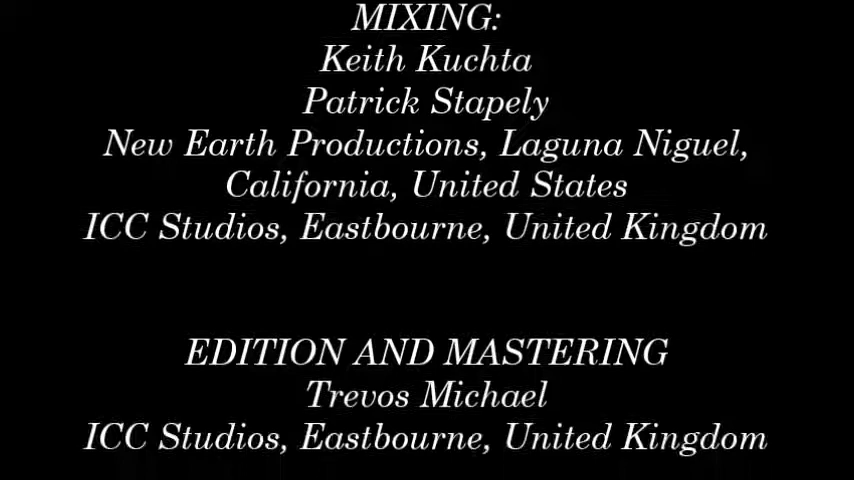 MIXING:
Keith Kuchta
Patrick Stapely
New Earth Productions, Laguna Niguel,
California, United States
ICC Studios, Eastbourne, United Kingdom
EDITION AND MASTERING
Trevos Michael
ICC Studios, Eastbourne, United Kingdom